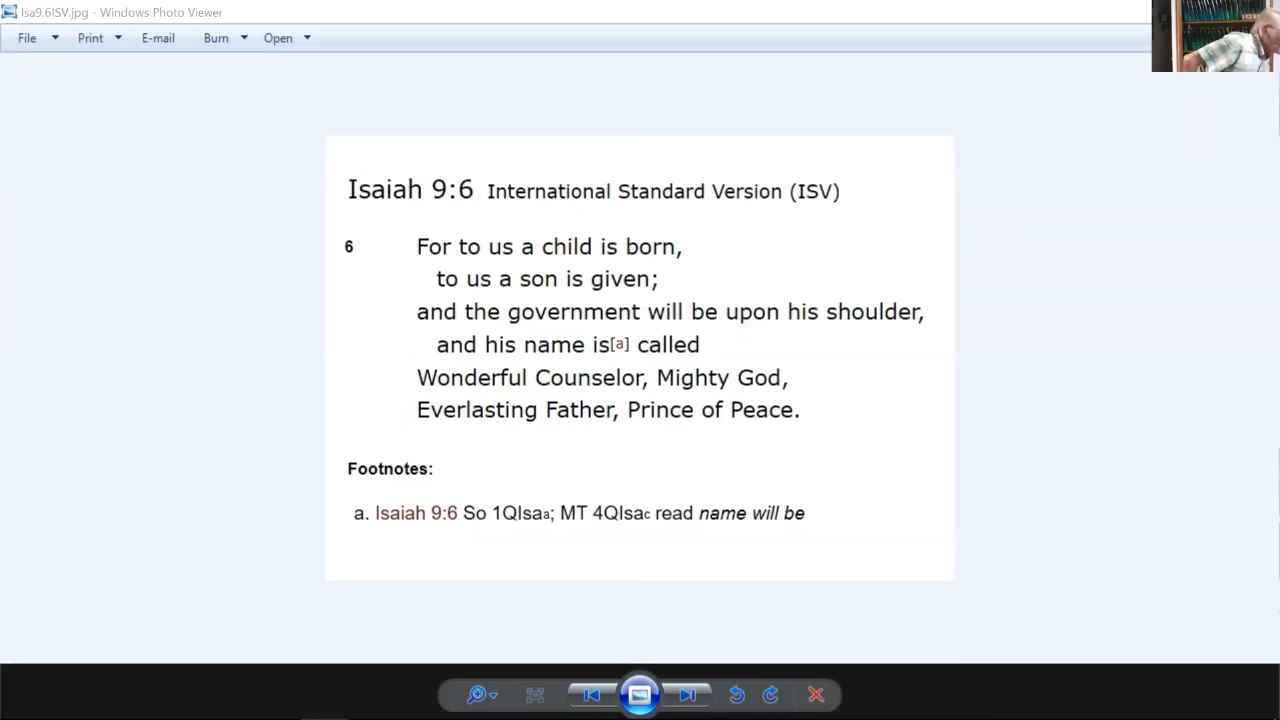 Isa9.6ISV.jpg - Windows Photo Viewer
File Print E-mail Burn Open
Isaiah 9:6 International Standard Version (ISV)
6 For to us a child is born,
to us a son is given;
and the government will be upon his shoulder,
and his name is[a] called
Wonderful Counselor, Mighty God,
Everlasting Father, Prince of Peace.
Footnotes:
a. Isaiah 9:6 So 1QIsaa; MT 4QIsac read name will be